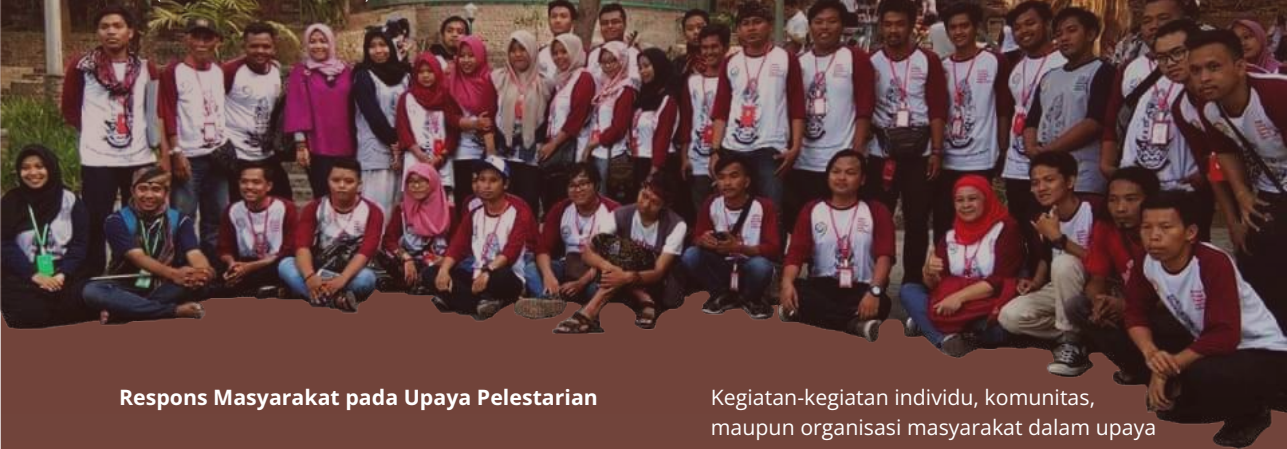 Respons Masyarakat pada Upaya Pelestarian
Kegiatan-kegiatan individu, komunitas,
maupun organisasi masyarakat dalam upaya